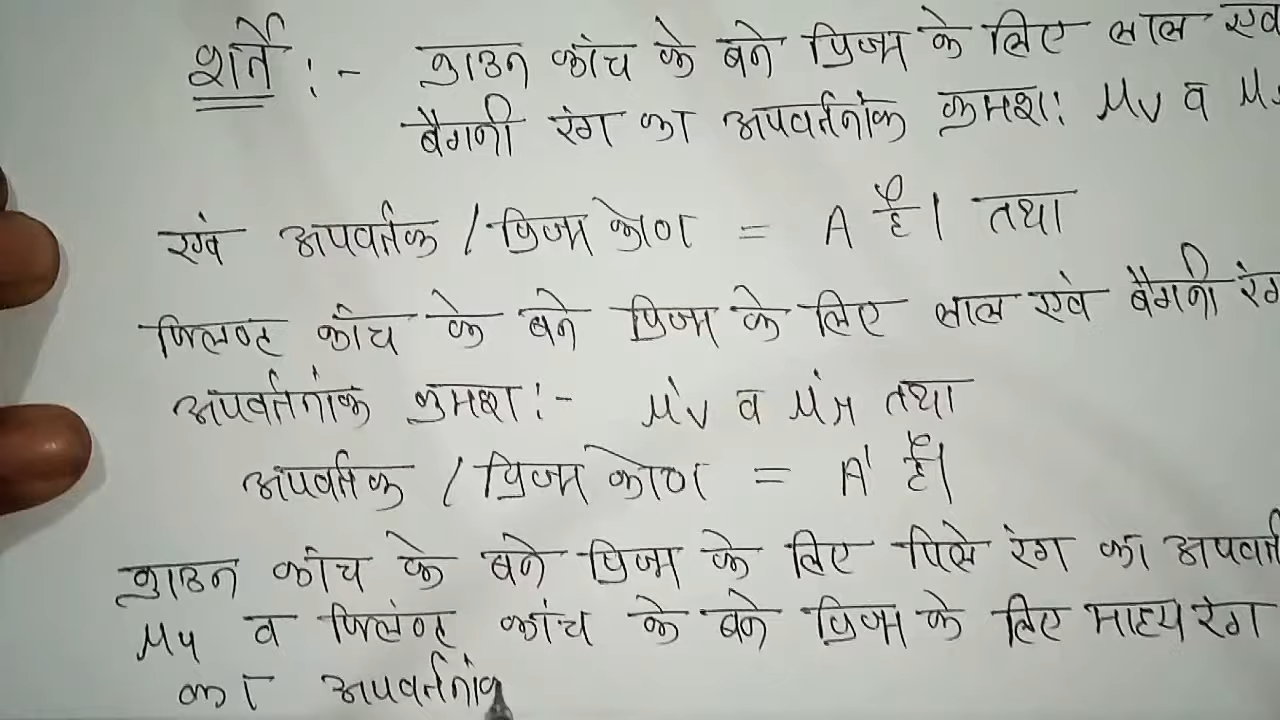 शर्ते :- क्राउन कांच के बने प्रिज्म के लिए लाल एवं
बैगनी रंग का अपवर्तनांक क्रमशः μv व μ
एवं अपवर्तक / प्रिज्म कोण = A है। तथा
फ्लिण्ट कांच के बने प्रिज्म के लिए लाल एवं बैगनी रंग
अपवर्तनांक क्रमशः :- μ'v व μ'r तथा
अपवर्तक / प्रिज्म कोण = A' है।
क्राउन कांच के बने प्रिज्म के लिए पिले रंग का अपवर्त
μy व फ्लिंण्ट कांच के बने प्रिज्म के लिए माध्य रंग
का अपवर्तनांक